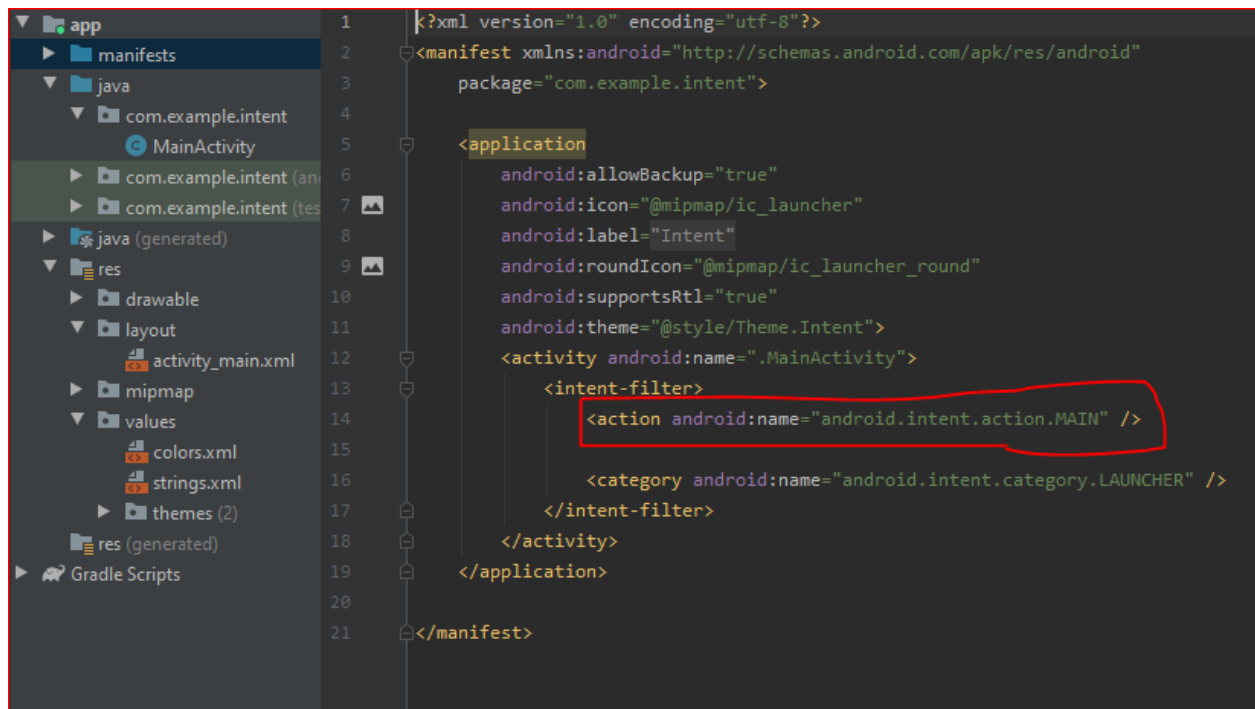 app
manifests
java
com.example.intent
MainActivity
com.example.intent (an
com.example.intent (tes
java (generated)
res
drawable
layout
activity_main.xml
mipmap
values
colors.xml
strings.xml
themes (2)
res (generated)
Gradle Scripts
1 <?xml version="1.0" encoding="utf-8"?>
2 <manifest xmlns:android="http://schemas.android.com/apk/res/android"
3 package="com.example.intent">
4
5 <application
6 android:allowBackup="true"
7 android:icon="@mipmap/ic_launcher"
8 android:label="Intent"
9 android:roundIcon="@mipmap/ic_launcher_round"
10 android:supportsRtl="true"
11 android:theme="@style/Theme.Intent">
12 <activity android:name=".MainActivity">
13 <intent-filter>
14 <action android:name="android.intent.action.MAIN" />
15
16 <category android:name="android.intent.category.LAUNCHER" />
17 </intent-filter>
18 </activity>
19 </application>
20
21 </manifest>